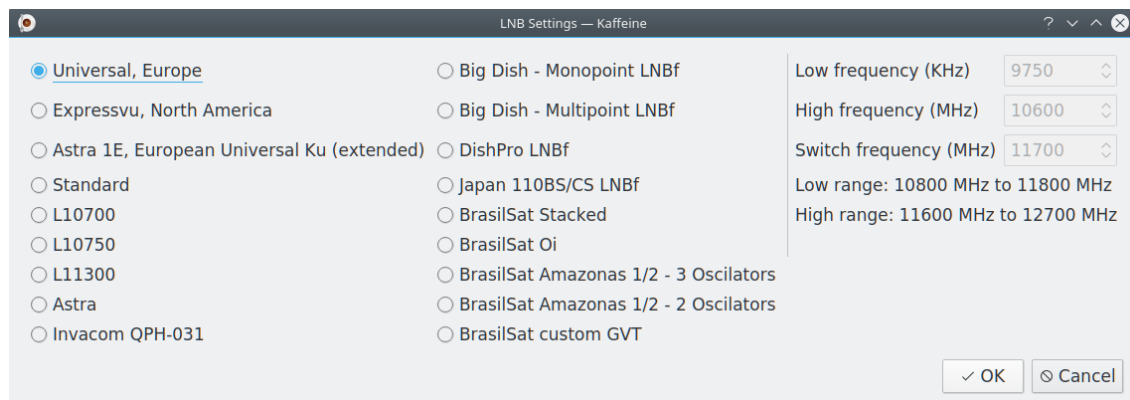 LNB Settings — Kaffeine
Universal, Europe
Expressvu, North America
Astra 1E, European Universal Ku (extended)
Standard
L10700
L10750
L11300
Astra
Invacom QPH-031
Big Dish - Monopoint LNBf
Big Dish - Multipoint LNBf
DishPro LNBf
Japan 110BS/CS LNBf
BrasilSat Stacked
BrasilSat Oi
BrasilSat Amazonas 1/2 - 3 Oscilators
BrasilSat Amazonas 1/2 - 2 Oscilators
BrasilSat custom GVT
Low frequency (KHz) 9750
High frequency (MHz) 10600
Switch frequency (MHz) 11700
Low range: 10800 MHz to 11800 MHz
High range: 11600 MHz to 12700 MHz
OK Cancel